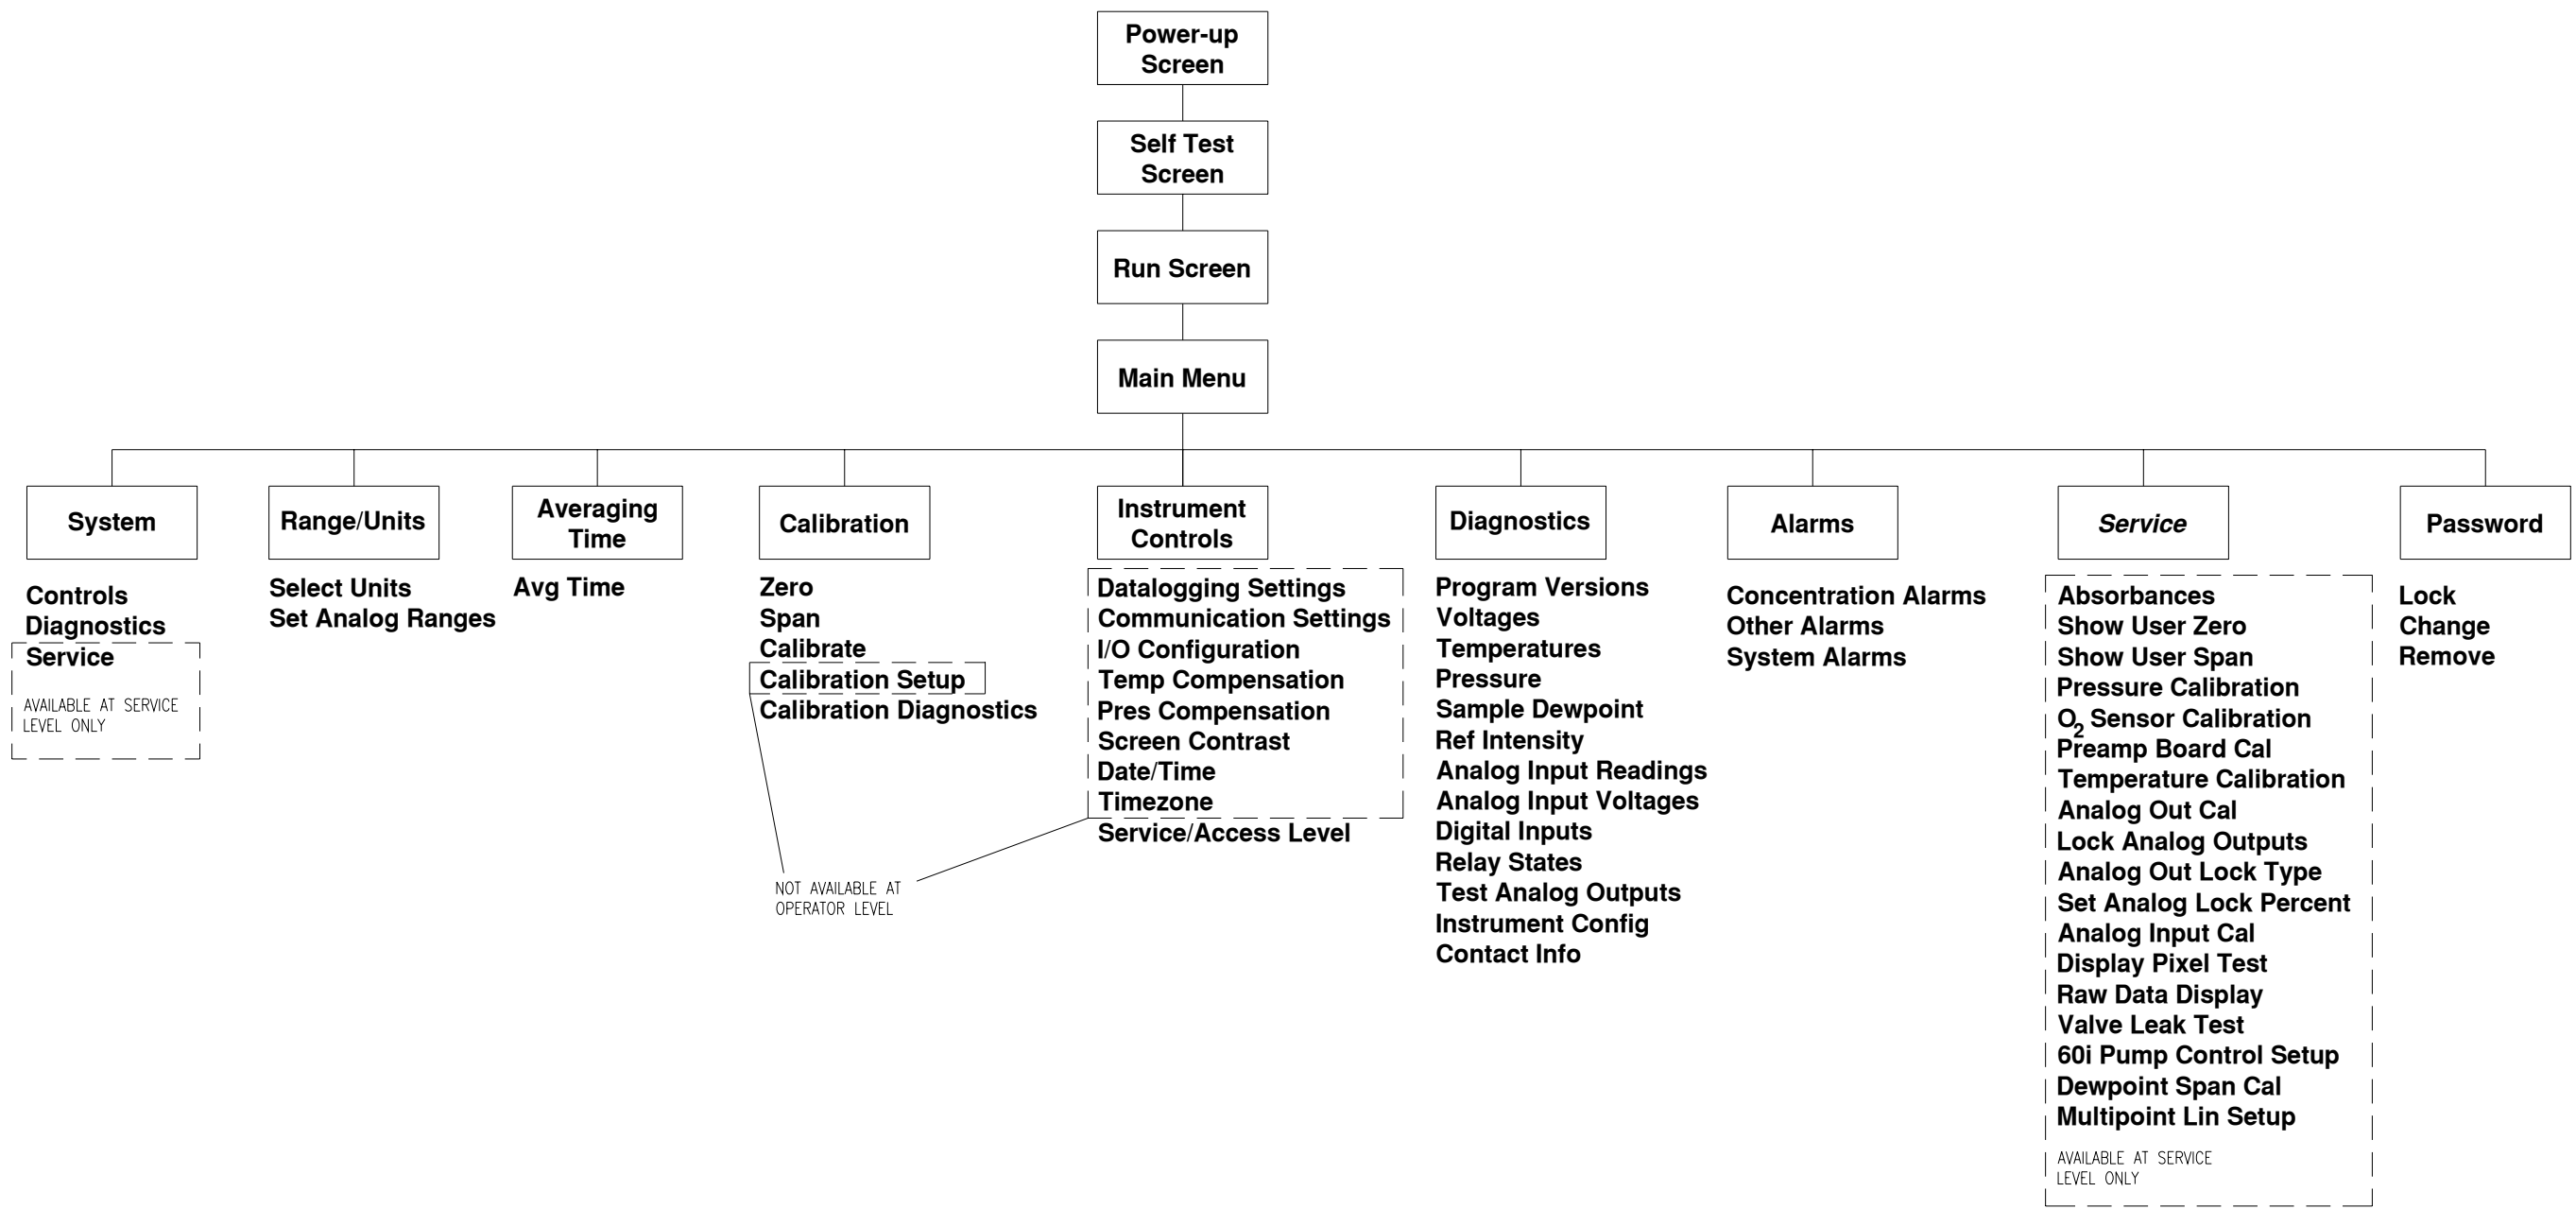 Power-up
Screen
Self Test
Screen
Run Screen
Main Menu
System
Controls
Diagnostics
Service
AVAILABLE AT SERVICE
LEVEL ONLY
Range/Units
Select Units
Set Analog Ranges
Averaging
Time
Avg Time
Calibration
Zero
Span
Calibrate
Calibration Setup
Calibration Diagnostics
NOT AVAILABLE AT
OPERATOR LEVEL
Instrument
Controls
Datalogging Settings
Communication Settings
I/O Configuration
Temp Compensation
Pres Compensation
Screen Contrast
Date/Time
Timezone
Service/Access Level
Diagnostics
Program Versions
Voltages
Temperatures
Pressure
Sample Dewpoint
Ref Intensity
Analog Input Readings
Analog Input Voltages
Digital Inputs
Relay States
Test Analog Outputs
Instrument Config
Contact Info
Alarms
Concentration Alarms
Other Alarms
System Alarms
Service
Absorbances
Show User Zero
Show User Span
Pressure Calibration
O2 Sensor Calibration
Preamp Board Cal
Temperature Calibration
Analog Out Cal
Lock Analog Outputs
Analog Out Lock Type
Set Analog Lock Percent
Analog Input Cal
Display Pixel Test
Raw Data Display
Valve Leak Test
60i Pump Control Setup
Dewpoint Span Cal
Multipoint Lin Setup
AVAILABLE AT SERVICE
LEVEL ONLY
Password
Lock
Change
Remove